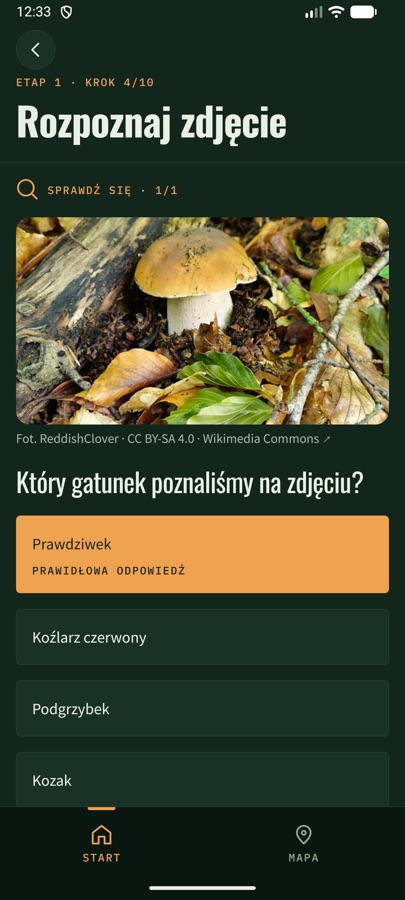 12:33
ETAP 1 · KROK 4/10
Rozpoznaj zdjęcie
SPRAWDŹ SIĘ · 1/1
Fot. ReddishClover · CC BY-SA 4.0 · Wikimedia Commons ↗
Który gatunek poznaliśmy na zdjęciu?
Prawdziwek
PRAWIDŁOWA ODPOWIEDŹ
Koźlarz czerwony
Podgrzybek
Kozak
START
MAPA